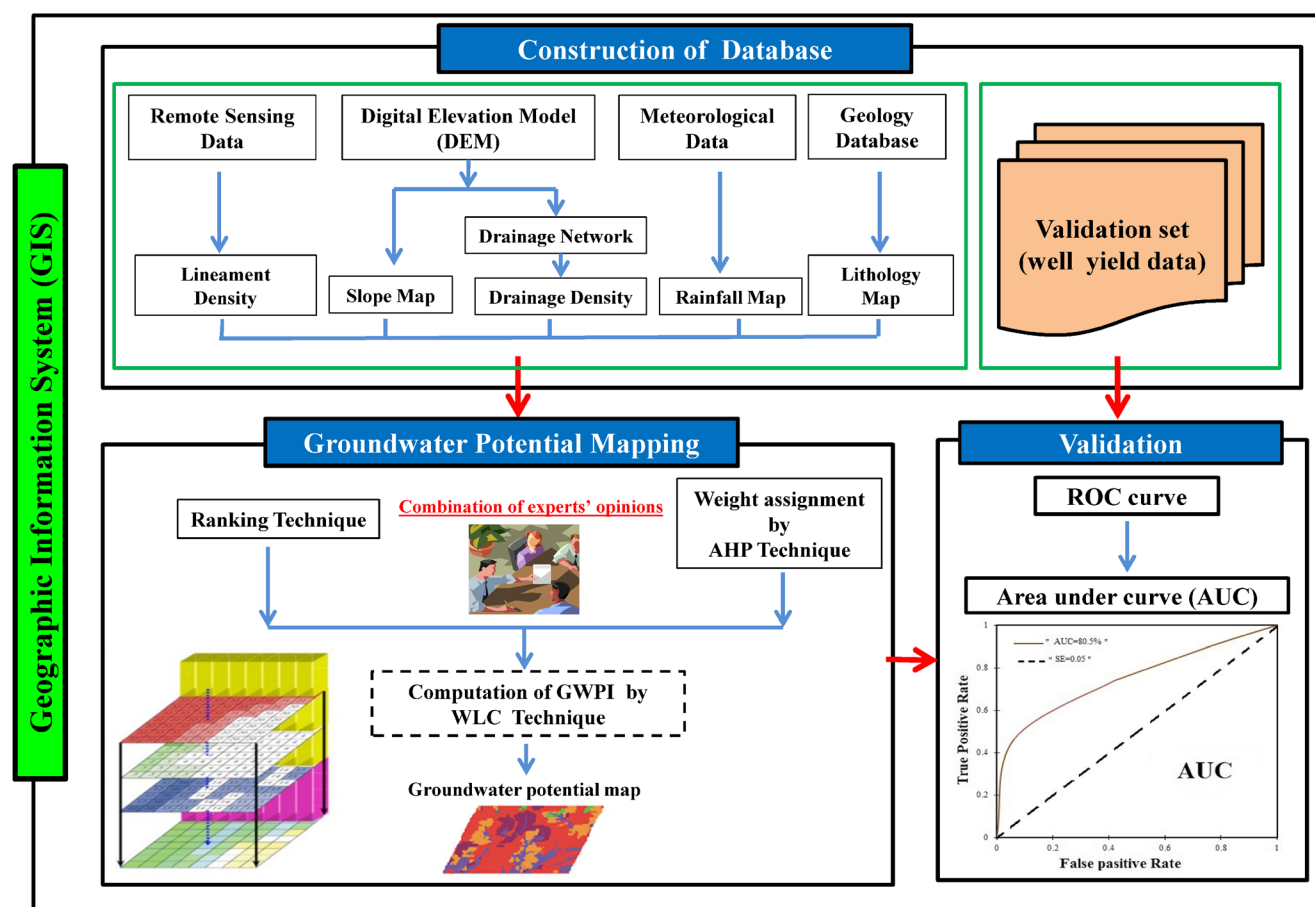 Geographic Information System (GIS)
Construction of Database
Remote Sensing
Data
Digital Elevation Model
(DEM)
Meteorological
Data
Geology
Database
Drainage Network
Lineament
Density
Slope Map
Drainage Density
Rainfall Map
Lithology
Map
Validation set
(well yield data)
Groundwater Potential Mapping
Ranking Technique
Combination of experts' opinions
Weight assignment
by
AHP Technique
Computation of GWPI by
WLC Technique
Groundwater potential map
Validation
ROC curve
Area under curve (AUC)
" AUC=80.5% "
" SE=0.05 "
True Positive Rate
1
0.8
0.6
0.4
0.2
0
AUC
0
0.2
0.4
0.6
0.8
1
False pasitive Rate